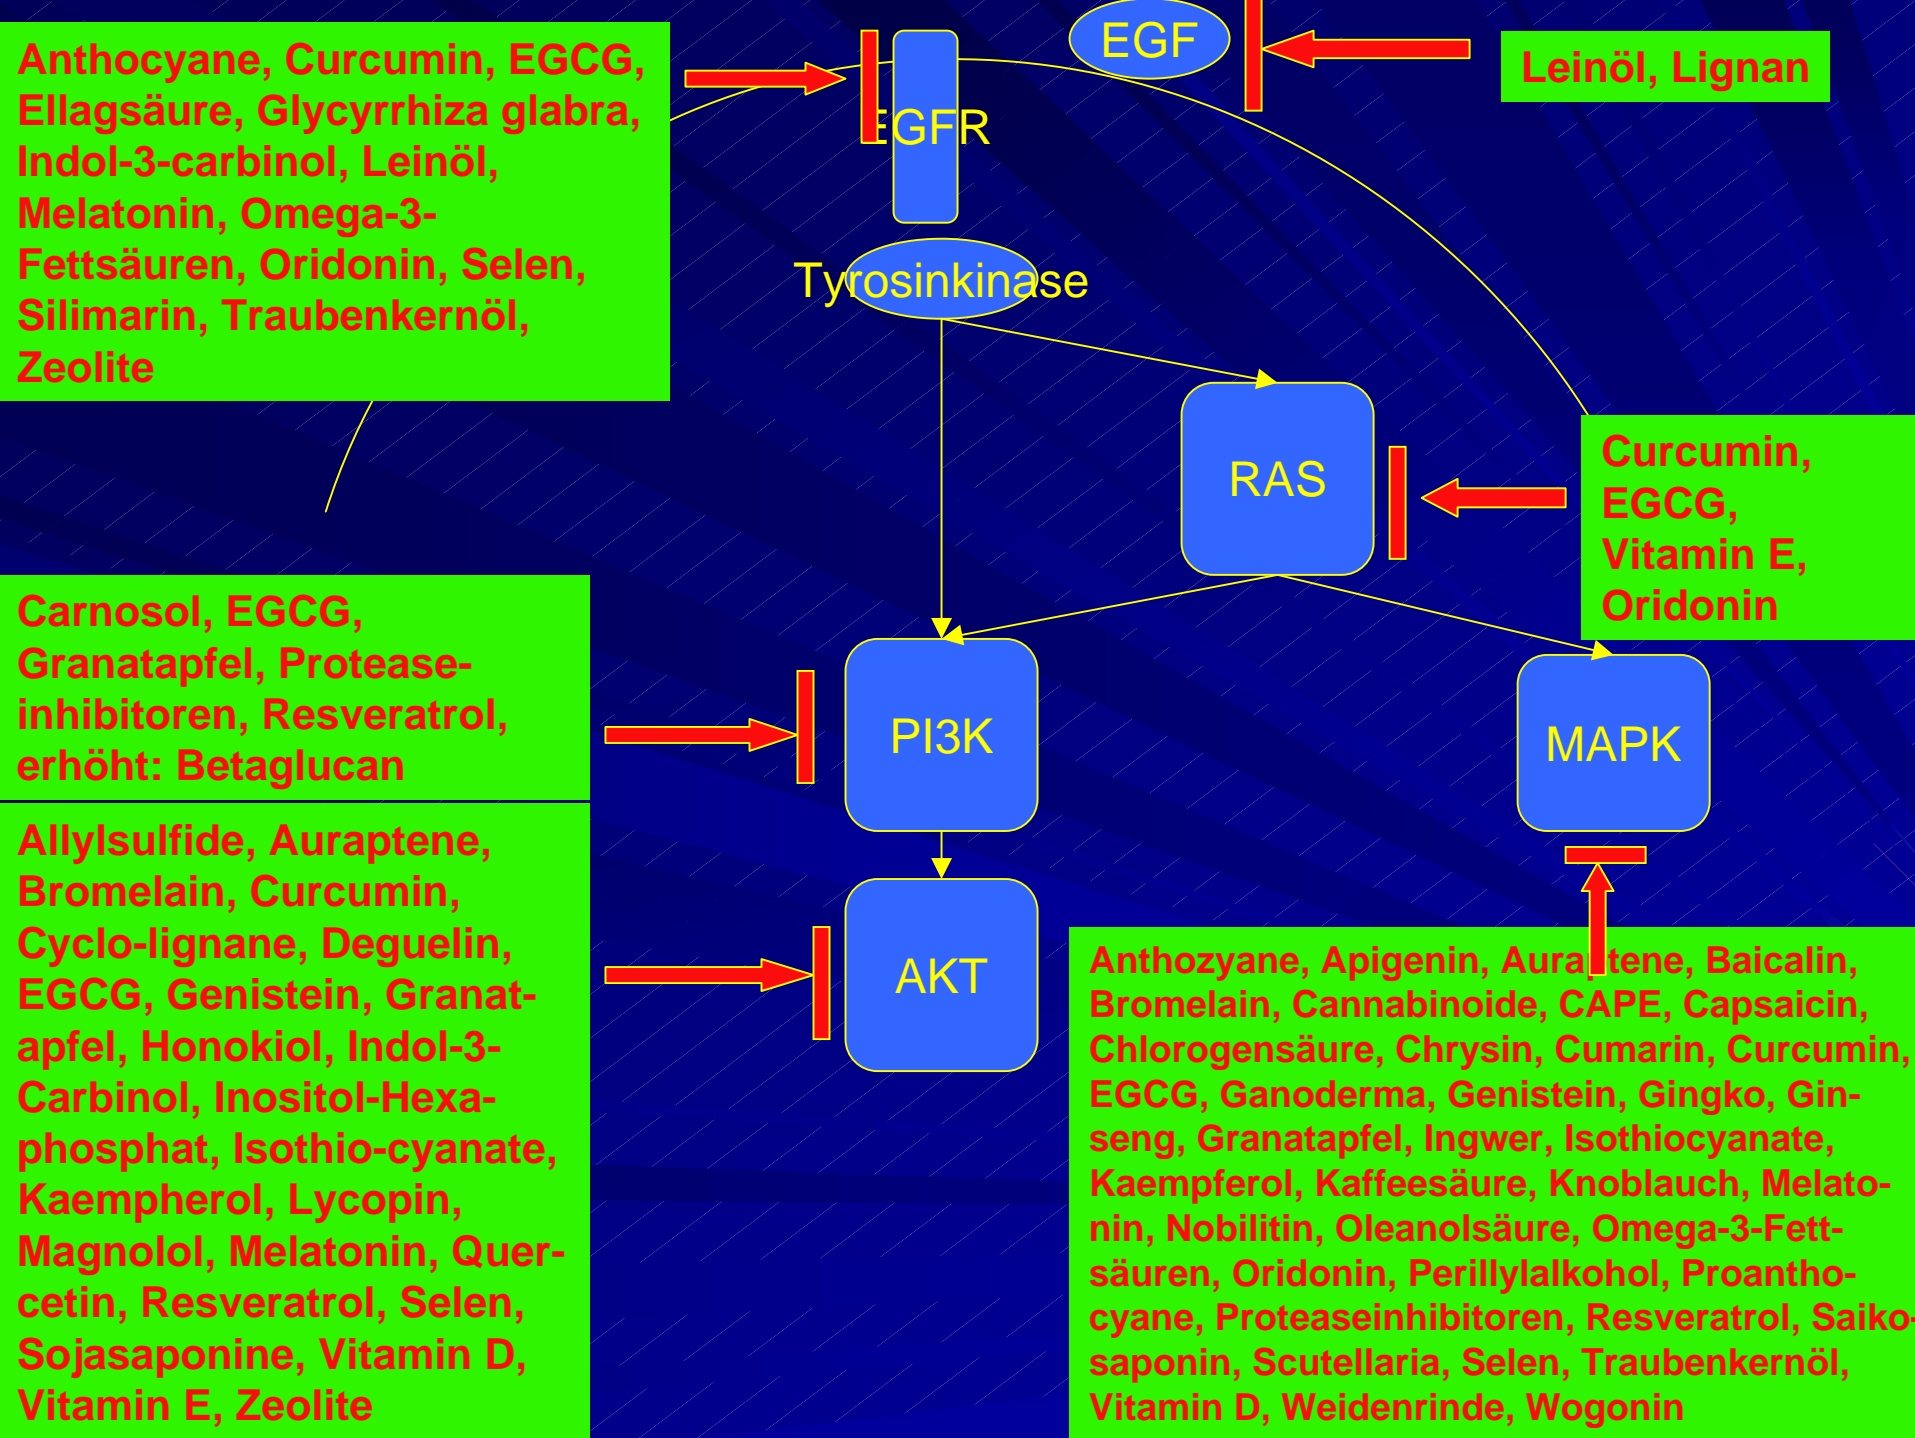 Anthocyane, Curcumin, EGCG,
Ellagsäure, Glycyrrhiza glabra,
Indol-3-carbinol, Leinöl,
Melatonin, Omega-3-
Fettsäuren, Oridonin, Selen,
Silimarin, Traubenkernöl,
Zeolite
EGF
Leinöl, Lignan
EGFR
Tyrosinkinase
RAS
Curcumin,
EGCG,
Vitamin E,
Oridonin
Carnosol, EGCG,
Granatapfel, Protease-
inhibitoren, Resveratrol,
erhöht: Betaglucan
PI3K
MAPK
Allylsulfide, Auraptene,
Bromelain, Curcumin,
Cyclo-lignane, Deguelin,
EGCG, Genistein, Granat-
apfel, Honokiol, Indol-3-
Carbinol, Inositol-Hexa-
phosphat, Isothio-cyanate,
Kaempherol, Lycopin,
Magnolol, Melatonin, Quer-
cetin, Resveratrol, Selen,
Sojasaponine, Vitamin D,
Vitamin E, Zeolite
AKT
Anthozyane, Apigenin, Auraptene, Baicalin,
Bromelain, Cannabinoide, CAPE, Capsaicin,
Chlorogensäure, Chrysin, Cumarin, Curcumin,
EGCG, Ganoderma, Genistein, Gingko, Gin-
seng, Granatapfel, Ingwer, Isothiocyanate,
Kaempferol, Kaffeesäure, Knoblauch, Melato-
nin, Nobilitin, Oleanolsäure, Omega-3-Fett-
säuren, Oridonin, Perillylalkohol, Proantho-
cyane, Proteaseinhibitoren, Resveratrol, Saiko-
saponin, Scutellaria, Selen, Traubenkernöl,
Vitamin D, Weidenrinde, Wogonin